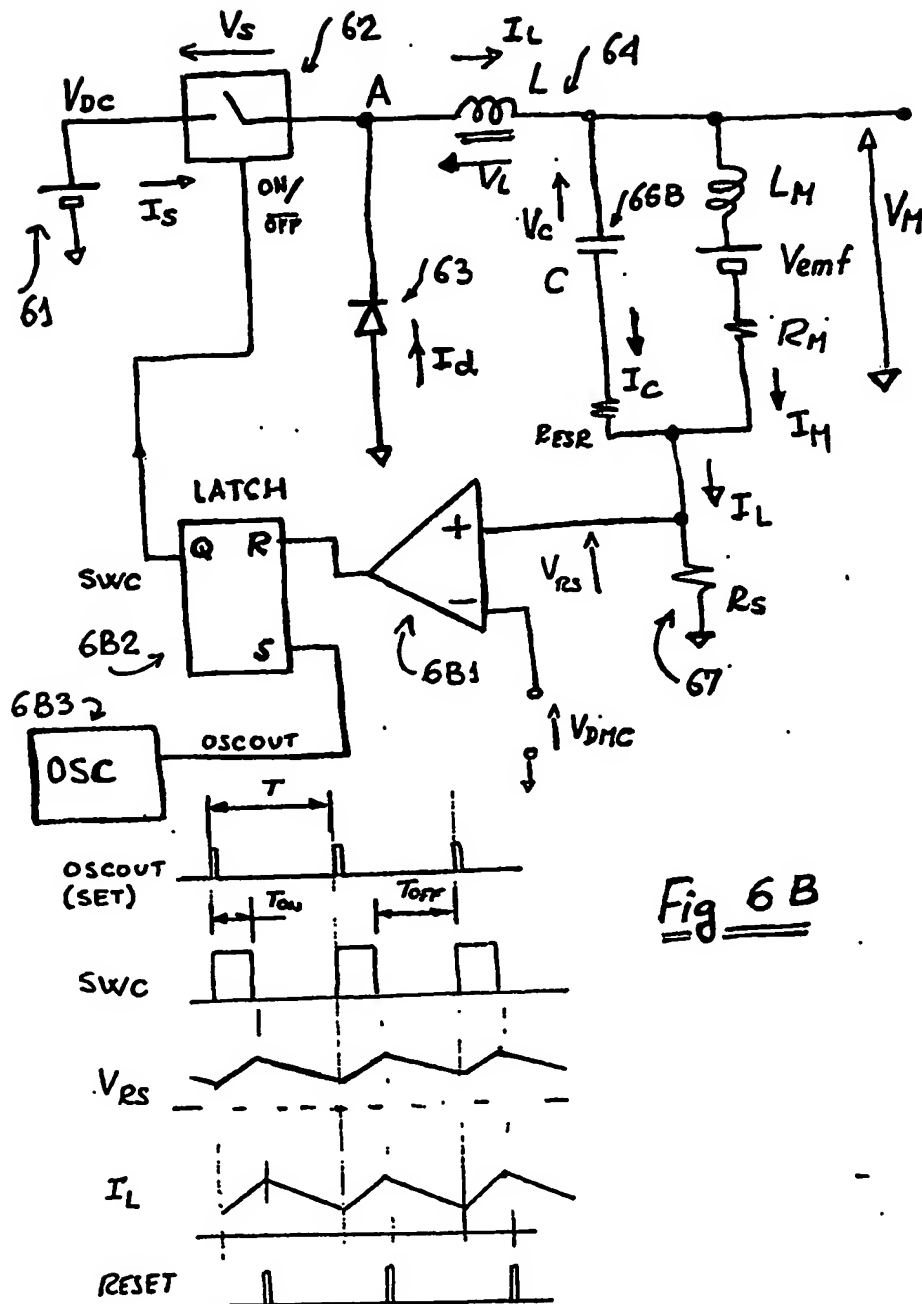 Vs
62
IL
L
64
VDC
A
VL
ON/
OFF
Is
61
63
Id
Vc
66B
C
LM
Vemf
RM
VM
IC
RESR
IM
IL
LATCH
Q R
S
SWC
6B2
+
−
6B1
VRS
Rs
67
VDMC
6B3
OSC
OSCOUT
T
OSCOUT
(SET)
TON
TOFF
SWC
VRS
IL
RESET
Fig 6B